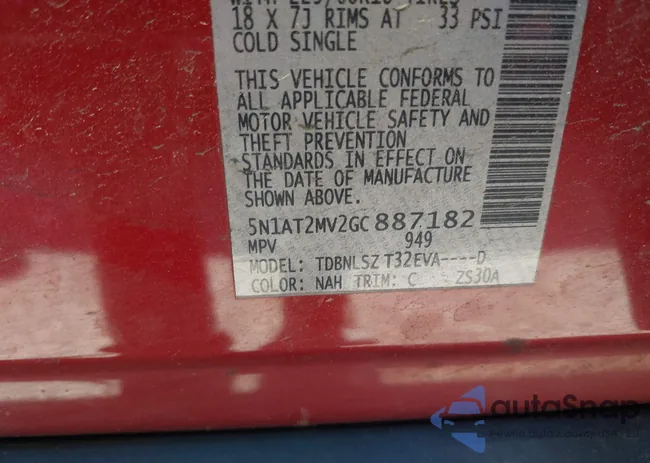 18 X 7J RIMS AT 33 PSI
COLD SINGLE
THIS VEHICLE CONFORMS TO
ALL APPLICABLE FEDERAL
MOTOR VEHICLE SAFETY AND
THEFT PREVENTION
STANDARDS IN EFFECT ON
THE DATE OF MANUFACTURE
SHOWN ABOVE.
5N1AT2MV2GC887182
MPV 949
MODEL: TDBNLSZ T32EVA----D
COLOR: NAH TRIM: C ZS30A
autoSnap